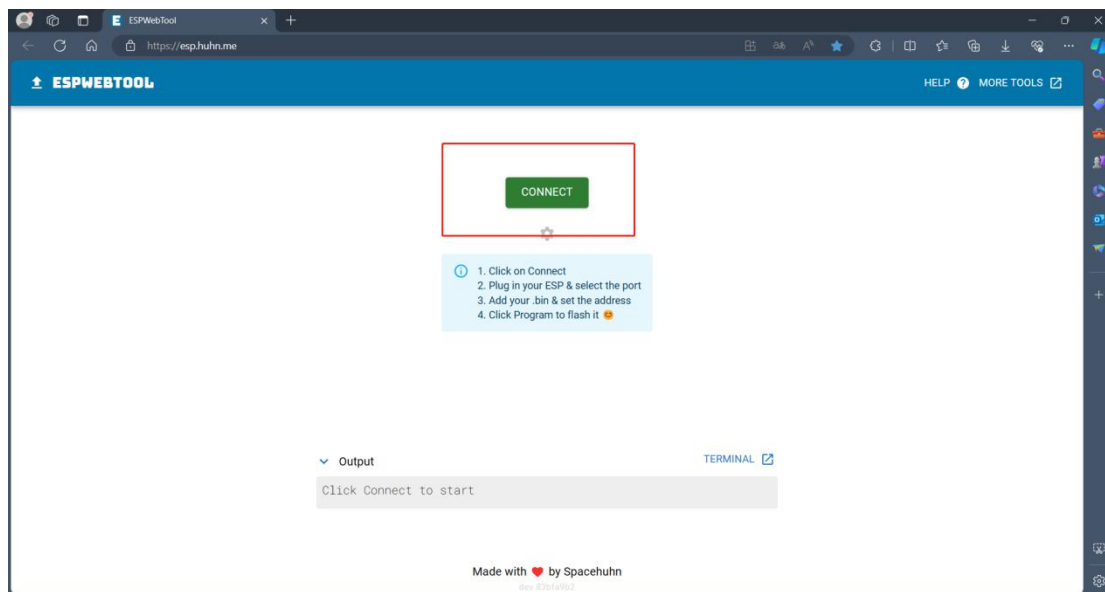 ESPWebTool
https://esp.huhn.me
ESPWEBTOOL
HELP
MORE TOOLS
CONNECT
1. Click on Connect
2. Plug in your ESP & select the port
3. Add your .bin & set the address
4. Click Program to flash it 😊
Output
TERMINAL
Click Connect to start
Made with ❤ by Spacehuhn